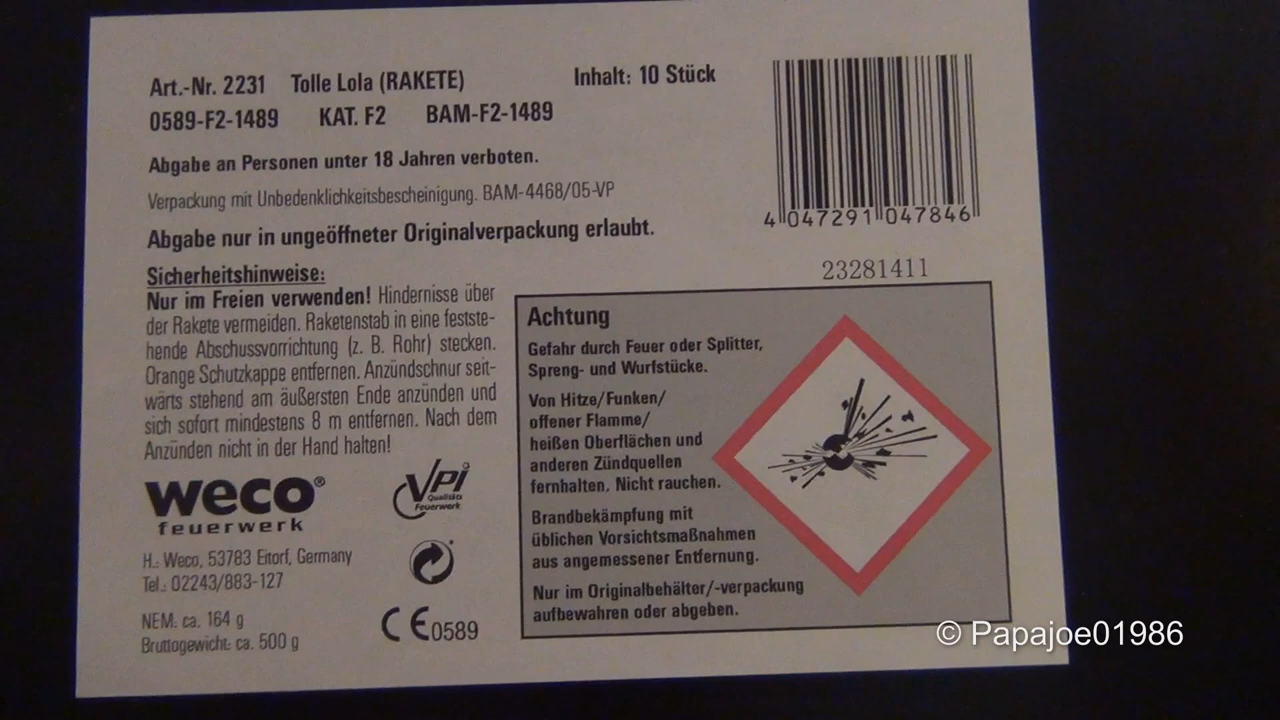 Art.-Nr. 2231 Tolle Lola (RAKETE) Inhalt: 10 Stück
0589-F2-1489 KAT. F2 BAM-F2-1489
Abgabe an Personen unter 18 Jahren verboten.
Verpackung mit Unbedenklichkeitsbescheinigung. BAM-4468/05-VP
Abgabe nur in ungeöffneter Originalverpackung erlaubt.
4 047291 047846
23281411
Sicherheitshinweise:
Nur im Freien verwenden! Hindernisse über
der Rakete vermeiden. Raketenstab in eine festste-
hende Abschussvorrichtung (z. B. Rohr) stecken.
Orange Schutzkappe entfernen. Anzündschnur seit-
wärts stehend am äußersten Ende anzünden und
sich sofort mindestens 8 m entfernen. Nach dem
Anzünden nicht in der Hand halten!
weco®
feuerwerk
H.: Weco, 53783 Eitorf, Germany
Tel.: 02243/883-127
NEM: ca. 164 g
Bruttogewicht: ca. 500 g
VPi
Qualität
Feuerwerk
CE0589
Achtung
Gefahr durch Feuer oder Splitter,
Spreng- und Wurfstücke.
Von Hitze/Funken/
offener Flamme/
heißen Oberflächen und
anderen Zündquellen
fernhalten. Nicht rauchen.
Brandbekämpfung mit
üblichen Vorsichtsmaßnahmen
aus angemessener Entfernung.
Nur im Originalbehälter/-verpackung
aufbewahren oder abgeben.
© Papajoe01986